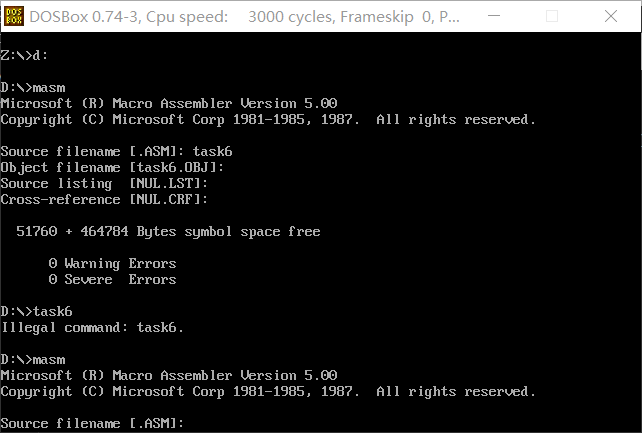 DOS BOX DOSBox 0.74-3, Cpu speed: 3000 cycles, Frameskip 0, P...
Z:\>d:
D:\>masm
Microsoft (R) Macro Assembler Version 5.00
Copyright (C) Microsoft Corp 1981-1985, 1987. All rights reserved.
Source filename [.ASM]: task6
Object filename [task6.OBJ]:
Source listing [NUL.LST]:
Cross-reference [NUL.CRF]:
51760 + 464784 Bytes symbol space free
0 Warning Errors
0 Severe Errors
D:\>task6
Illegal command: task6.
D:\>masm
Microsoft (R) Macro Assembler Version 5.00
Copyright (C) Microsoft Corp 1981-1985, 1987. All rights reserved.
Source filename [.ASM]: